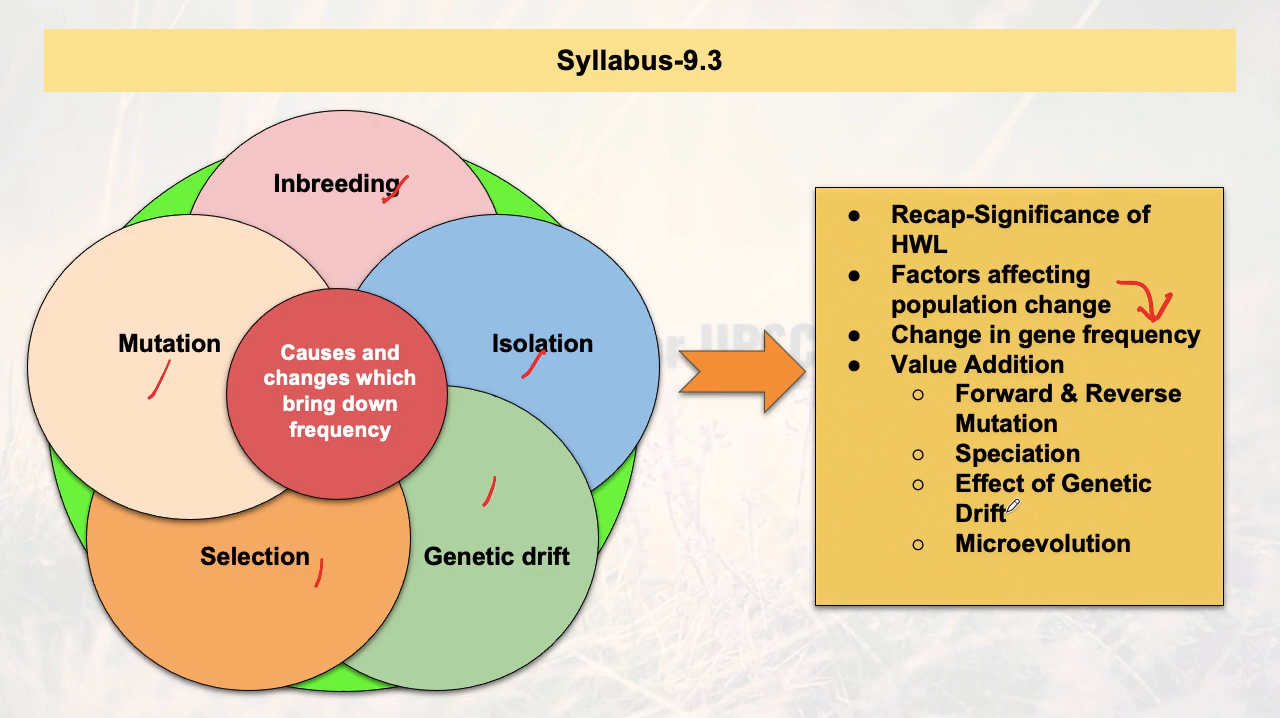 Syllabus-9.3
Inbreeding
Mutation
Isolation
Causes and
changes which
bring down
frequency
Selection
Genetic drift
UPSC
● Recap-Significance of
HWL
● Factors affecting
population change
● Change in gene frequency
● Value Addition
○ Forward & Reverse
Mutation
○ Speciation
○ Effect of Genetic
Drift
○ Microevolution